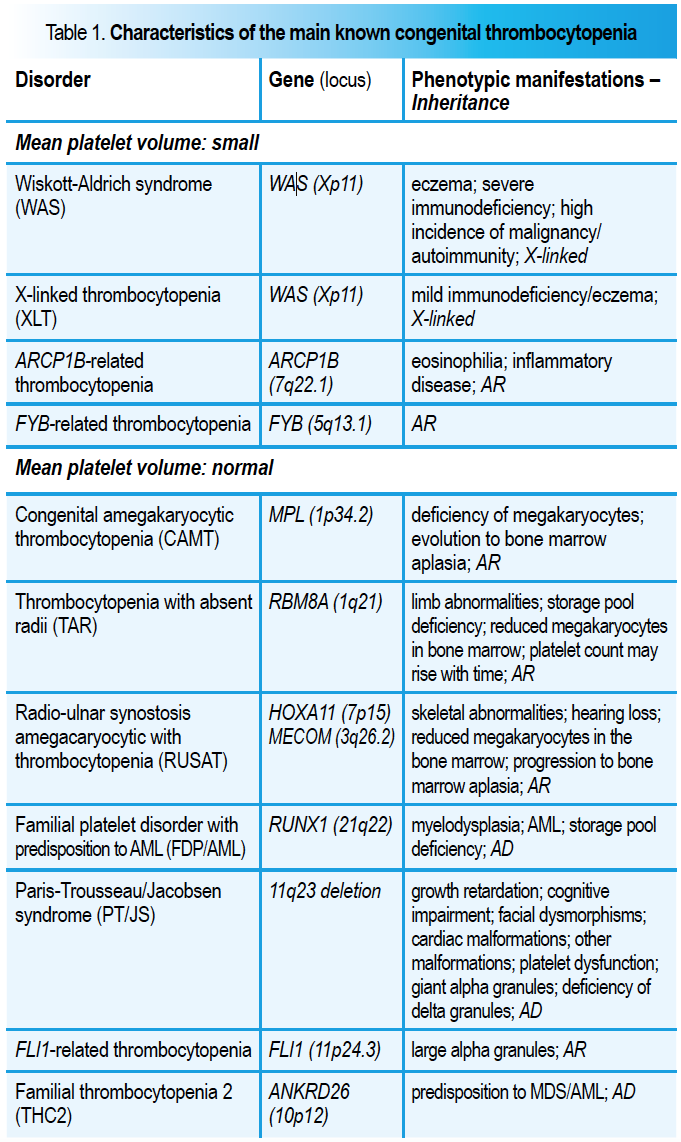 Table 1. Characteristics of the main known congenital thrombocytopenia
Disorder
Gene (locus)
Phenotypic manifestations –
Inheritance
Mean platelet volume: small
Wiskott-Aldrich syndrome
(WAS)
WAS (Xp11)
eczema; severe
immunodeficiency; high
incidence of malignancy/
autoimmunity; X-linked
X-linked thrombocytopenia
(XLT)
WAS (Xp11)
mild immunodeficiency/eczema;
X-linked
ARCP1B-related
thrombocytopenia
ARCP1B
(7q22.1)
eosinophilia; inflammatory
disease; AR
FYB-related thrombocytopenia
FYB (5q13.1)
AR
Mean platelet volume: normal
Congenital amegakaryocytic
thrombocytopenia (CAMT)
MPL (1p34.2)
deficiency of megakaryocytes;
evolution to bone marrow
aplasia; AR
Thrombocytopenia with absent
radii (TAR)
RBM8A (1q21)
limb abnormalities; storage pool
deficiency; reduced megakaryocytes
in bone marrow; platelet count may
rise with time; AR
Radio-ulnar synostosis
amegacaryocytic with
thrombocytopenia (RUSAT)
HOXA11 (7p15)
MECOM (3q26.2)
skeletal abnormalities; hearing loss;
reduced megakaryocytes in the
bone marrow; progression to bone
marrow aplasia; AR
Familial platelet disorder with
predisposition to AML (FDP/AML)
RUNX1 (21q22)
myelodysplasia; AML; storage pool
deficiency; AD
Paris-Trousseau/Jacobsen
syndrome (PT/JS)
11q23 deletion
growth retardation; cognitive
impairment; facial dysmorphisms;
cardiac malformations; other
malformations; platelet dysfunction;
giant alpha granules; deficiency of
delta granules; AD
FLI1-related thrombocytopenia
FLI1 (11p24.3)
large alpha granules; AR
Familial thrombocytopenia 2
(THC2)
ANKRD26
(10p12)
predisposition to MDS/AML; AD